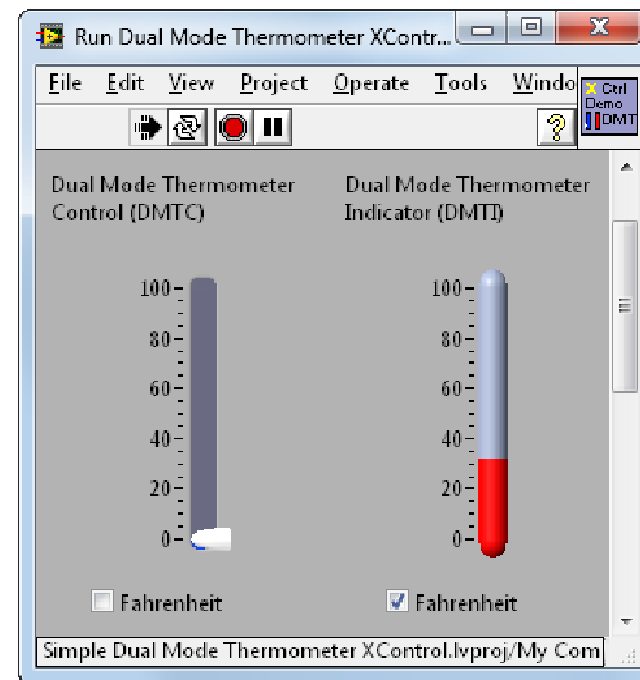 Run Dual Mode Thermometer XContr...
File Edit View Project Operate Tools Windo
X Ctrl
Demo
DMT
Dual Mode Thermometer
Control (DMTC)
Dual Mode Thermometer
Indicator (DMTI)
100
80
60
40
20
0
100
80
60
40
20
0
Fahrenheit
Fahrenheit
Simple Dual Mode Thermometer XControl.lvproj/My Com